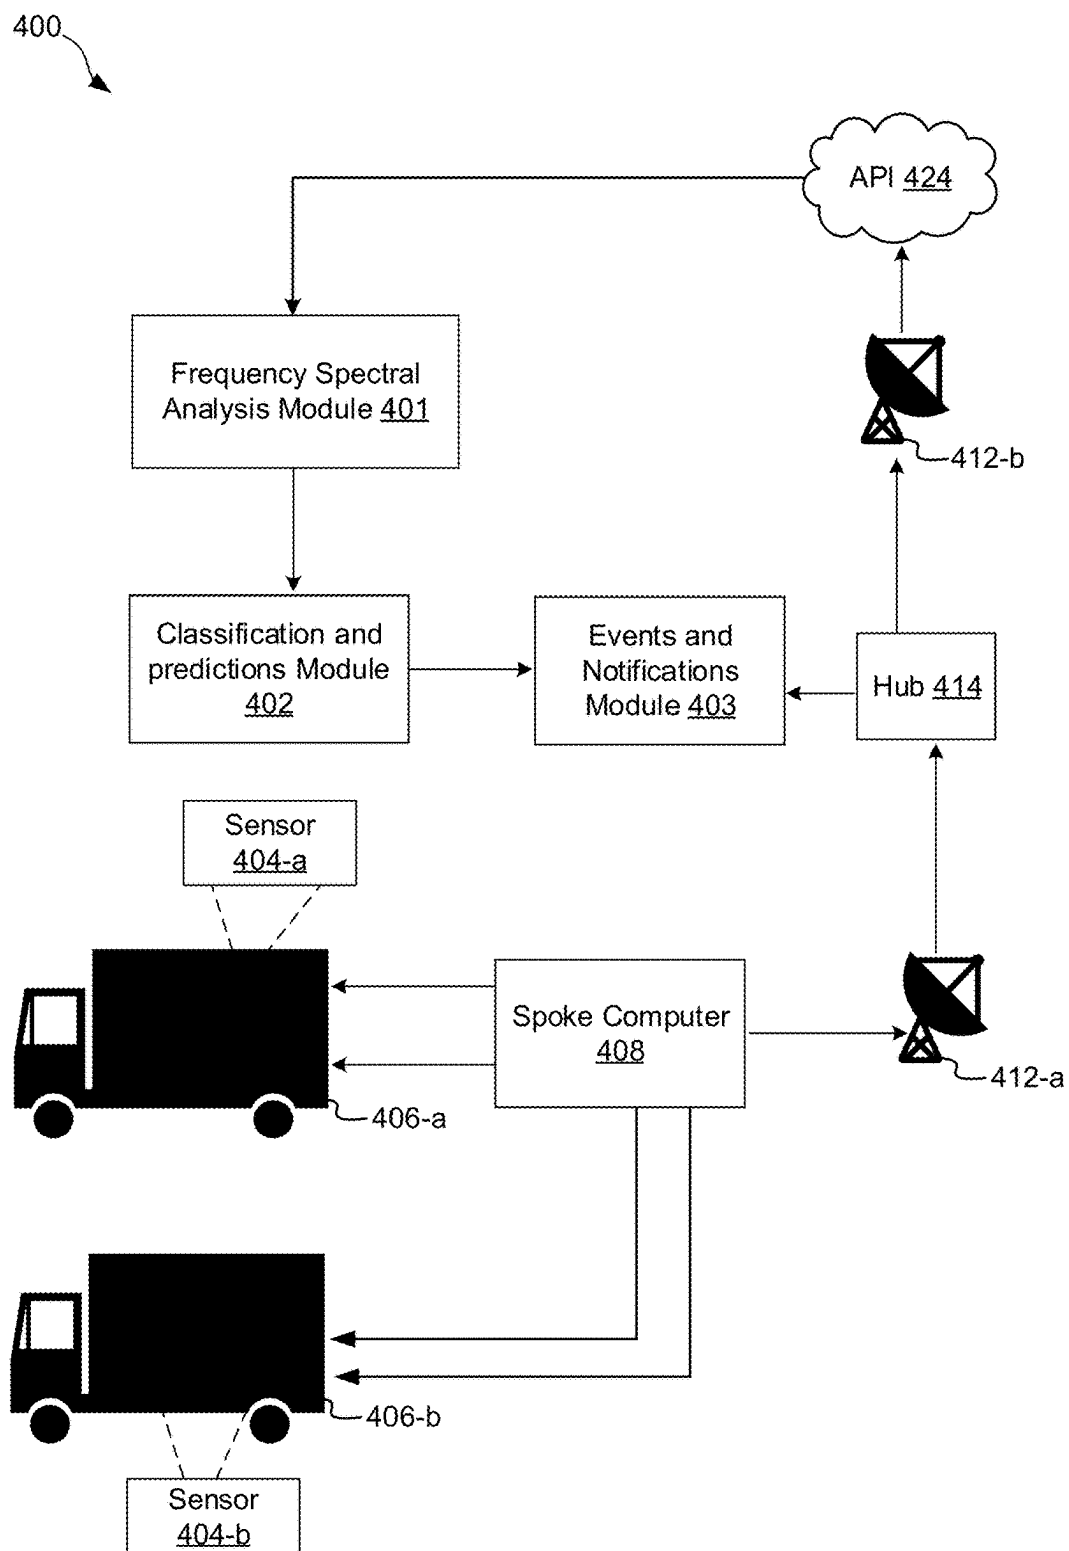 400
API 424
Frequency Spectral
Analysis Module 401
412-b
Classification and
predictions Module
402
Events and
Notifications
Module 403
Hub 414
Sensor
404-a
Spoke Computer
408
412-a
406-a
406-b
Sensor
404-b